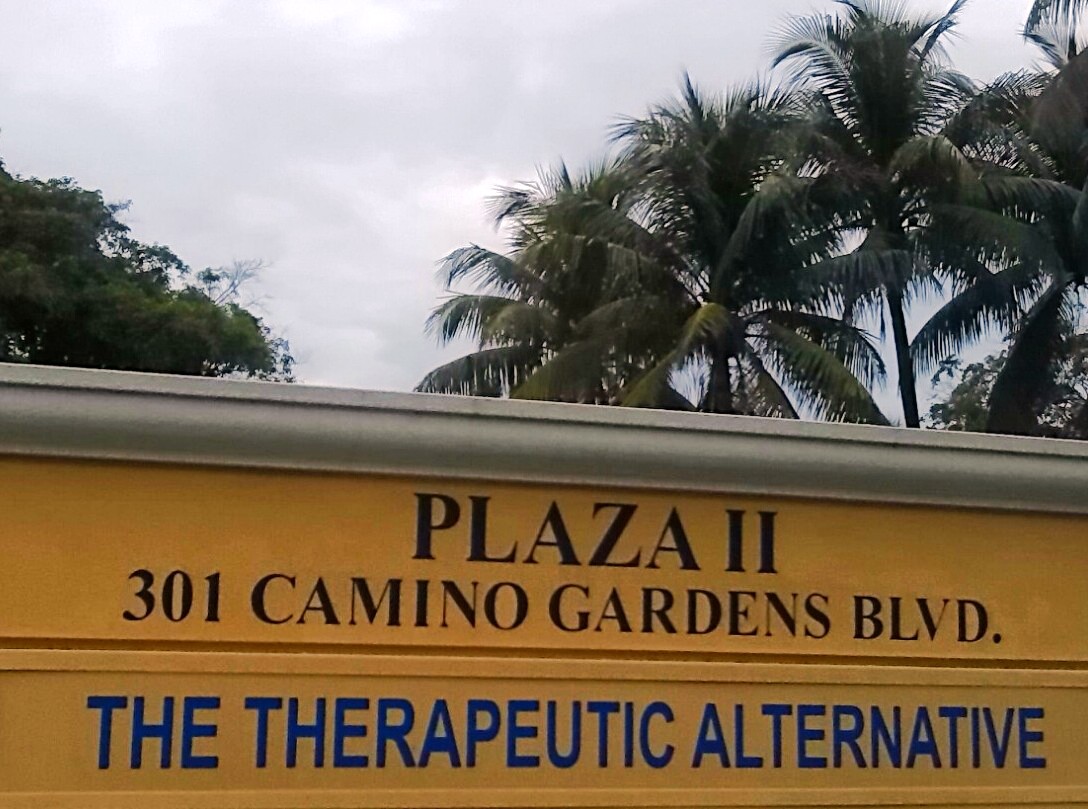 PLAZA II
301 CAMINO GARDENS BLVD.
THE THERAPEUTIC ALTERNATIVE